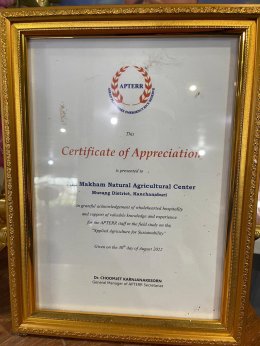 APTERR
This
Certificate of Appreciation
is presented to
Makham Natural Agricultural Center
Mueang District, Kanchanaburi
in grateful acknowledgement of wholehearted hospitality
and support of valuable knowledge and experience
for the APTERR staff in the field study on the
"Applied Agriculture for Sustainability"
Given on the 30th day of August 2022
Dr. CHOOMJET KARNJANAKESORN
General Manager of APTERR Secretariat